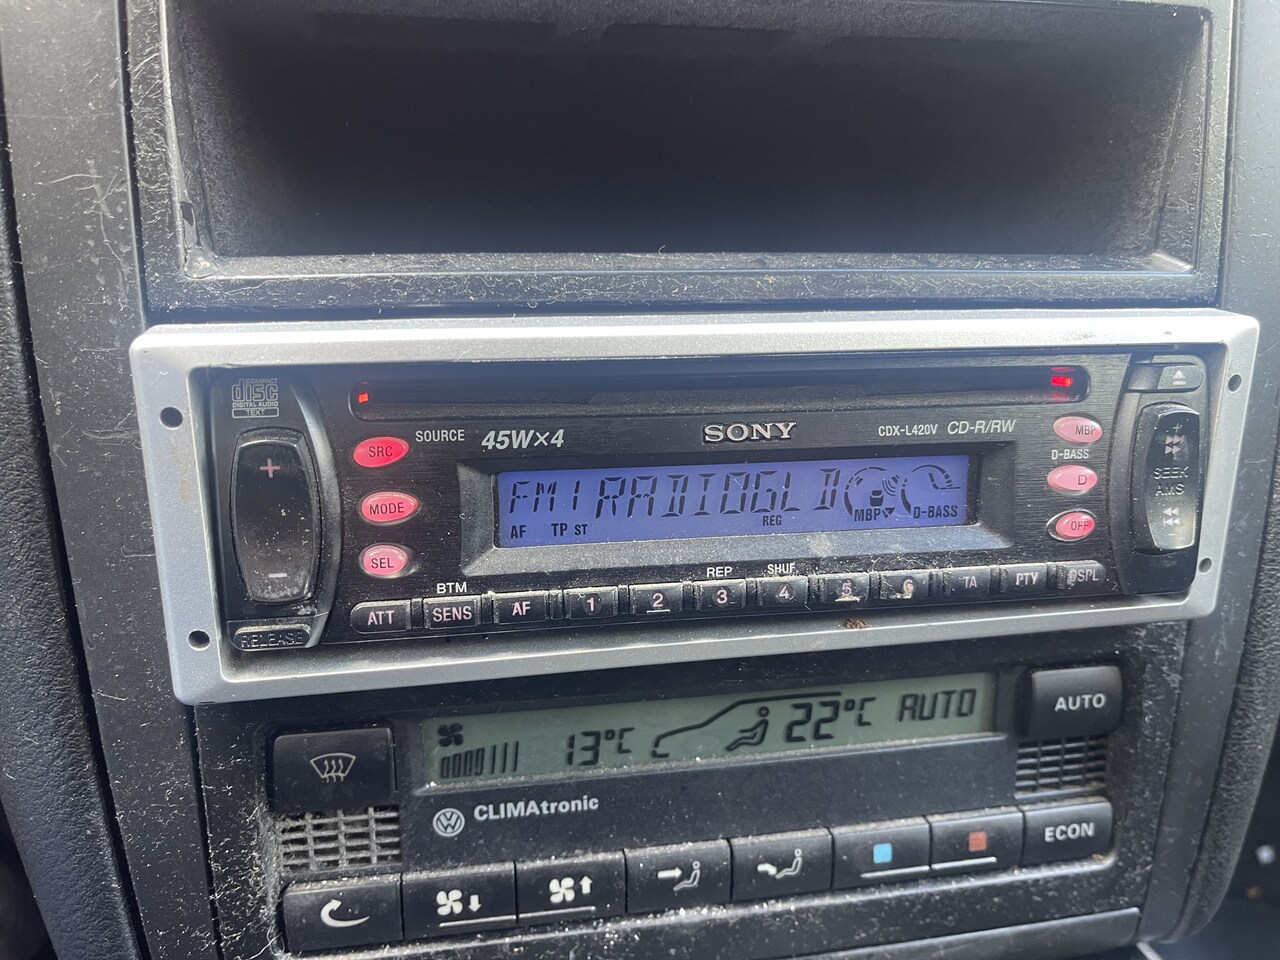 COMPACT
disc
DIGITAL AUDIO
TEXT
SRC
SOURCE
45W×4
SONY
CDX-L420V
CD-R/RW
MBP
D-BASS
D
OFF
MODE
SEL
+
−
FM1 RADIOGLD
AF TP ST REG MBP D-BASS
+
SEEK
AMS
−
RELEASE
BTM
REP
SHUF
ATT
SENS
AF
1
2
3
4
5
6
TA
PTY
DSPL
13°C
22°C AUTO
AUTO
VW
CLIMAtronic
ECON